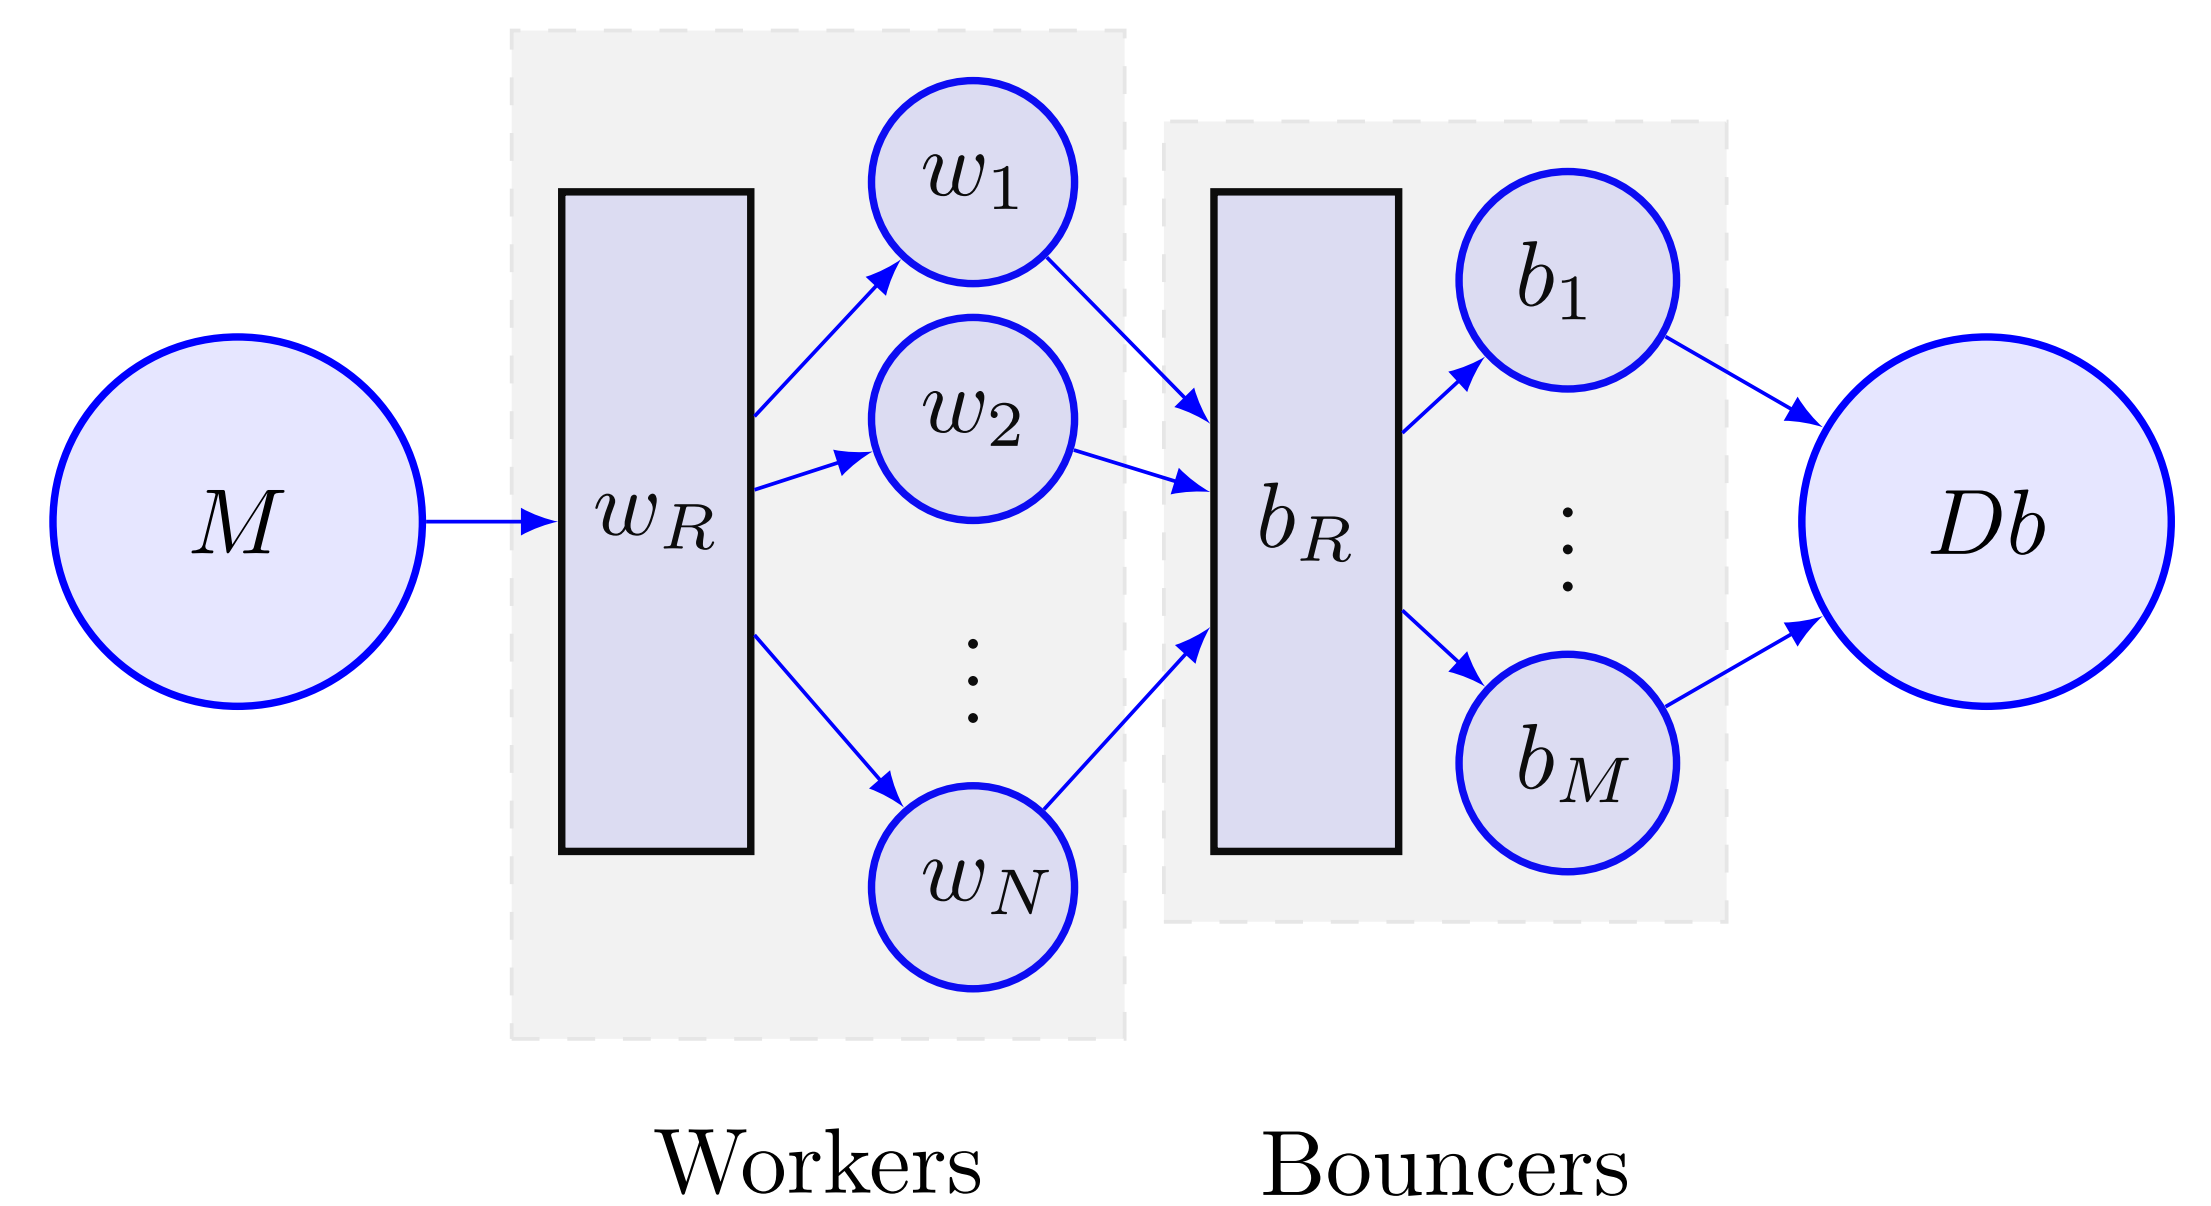 M
w_R
w_1
w_2
⋮
w_N
b_R
b_1
⋮
b_M
Db
Workers
Bouncers